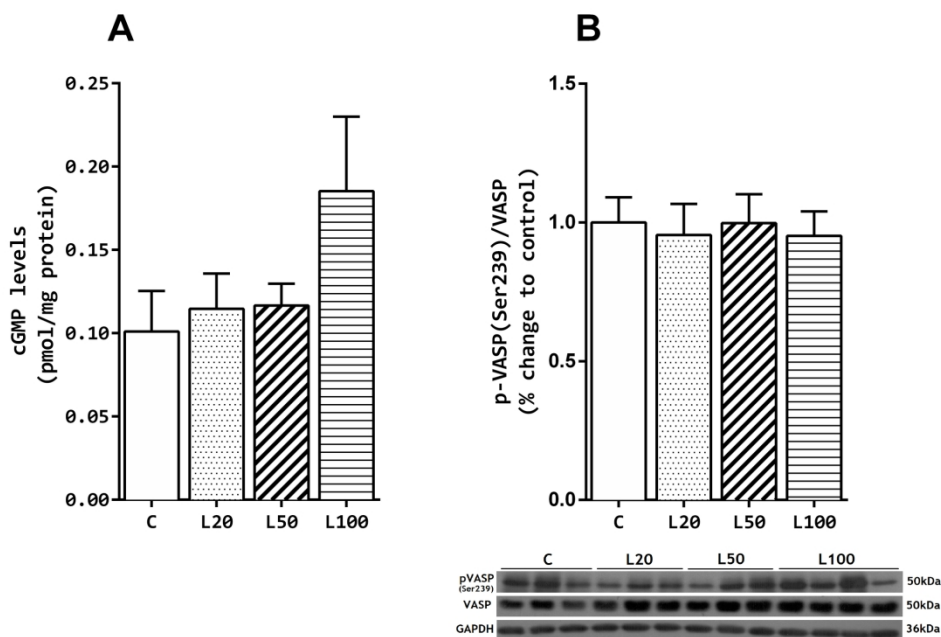 A
cGMP levels
(pmol/mg protein)
0.25
0.20
0.15
0.10
0.05
0.00
C L20 L50 L100
B
p-VASP(Ser239)/VASP
(% change to control)
1.5
1.0
0.5
0.0
C L20 L50 L100
C L20 L50 L100
pVASP 50kDa
(Ser239)
VASP 50kDa
GAPDH 36kDa